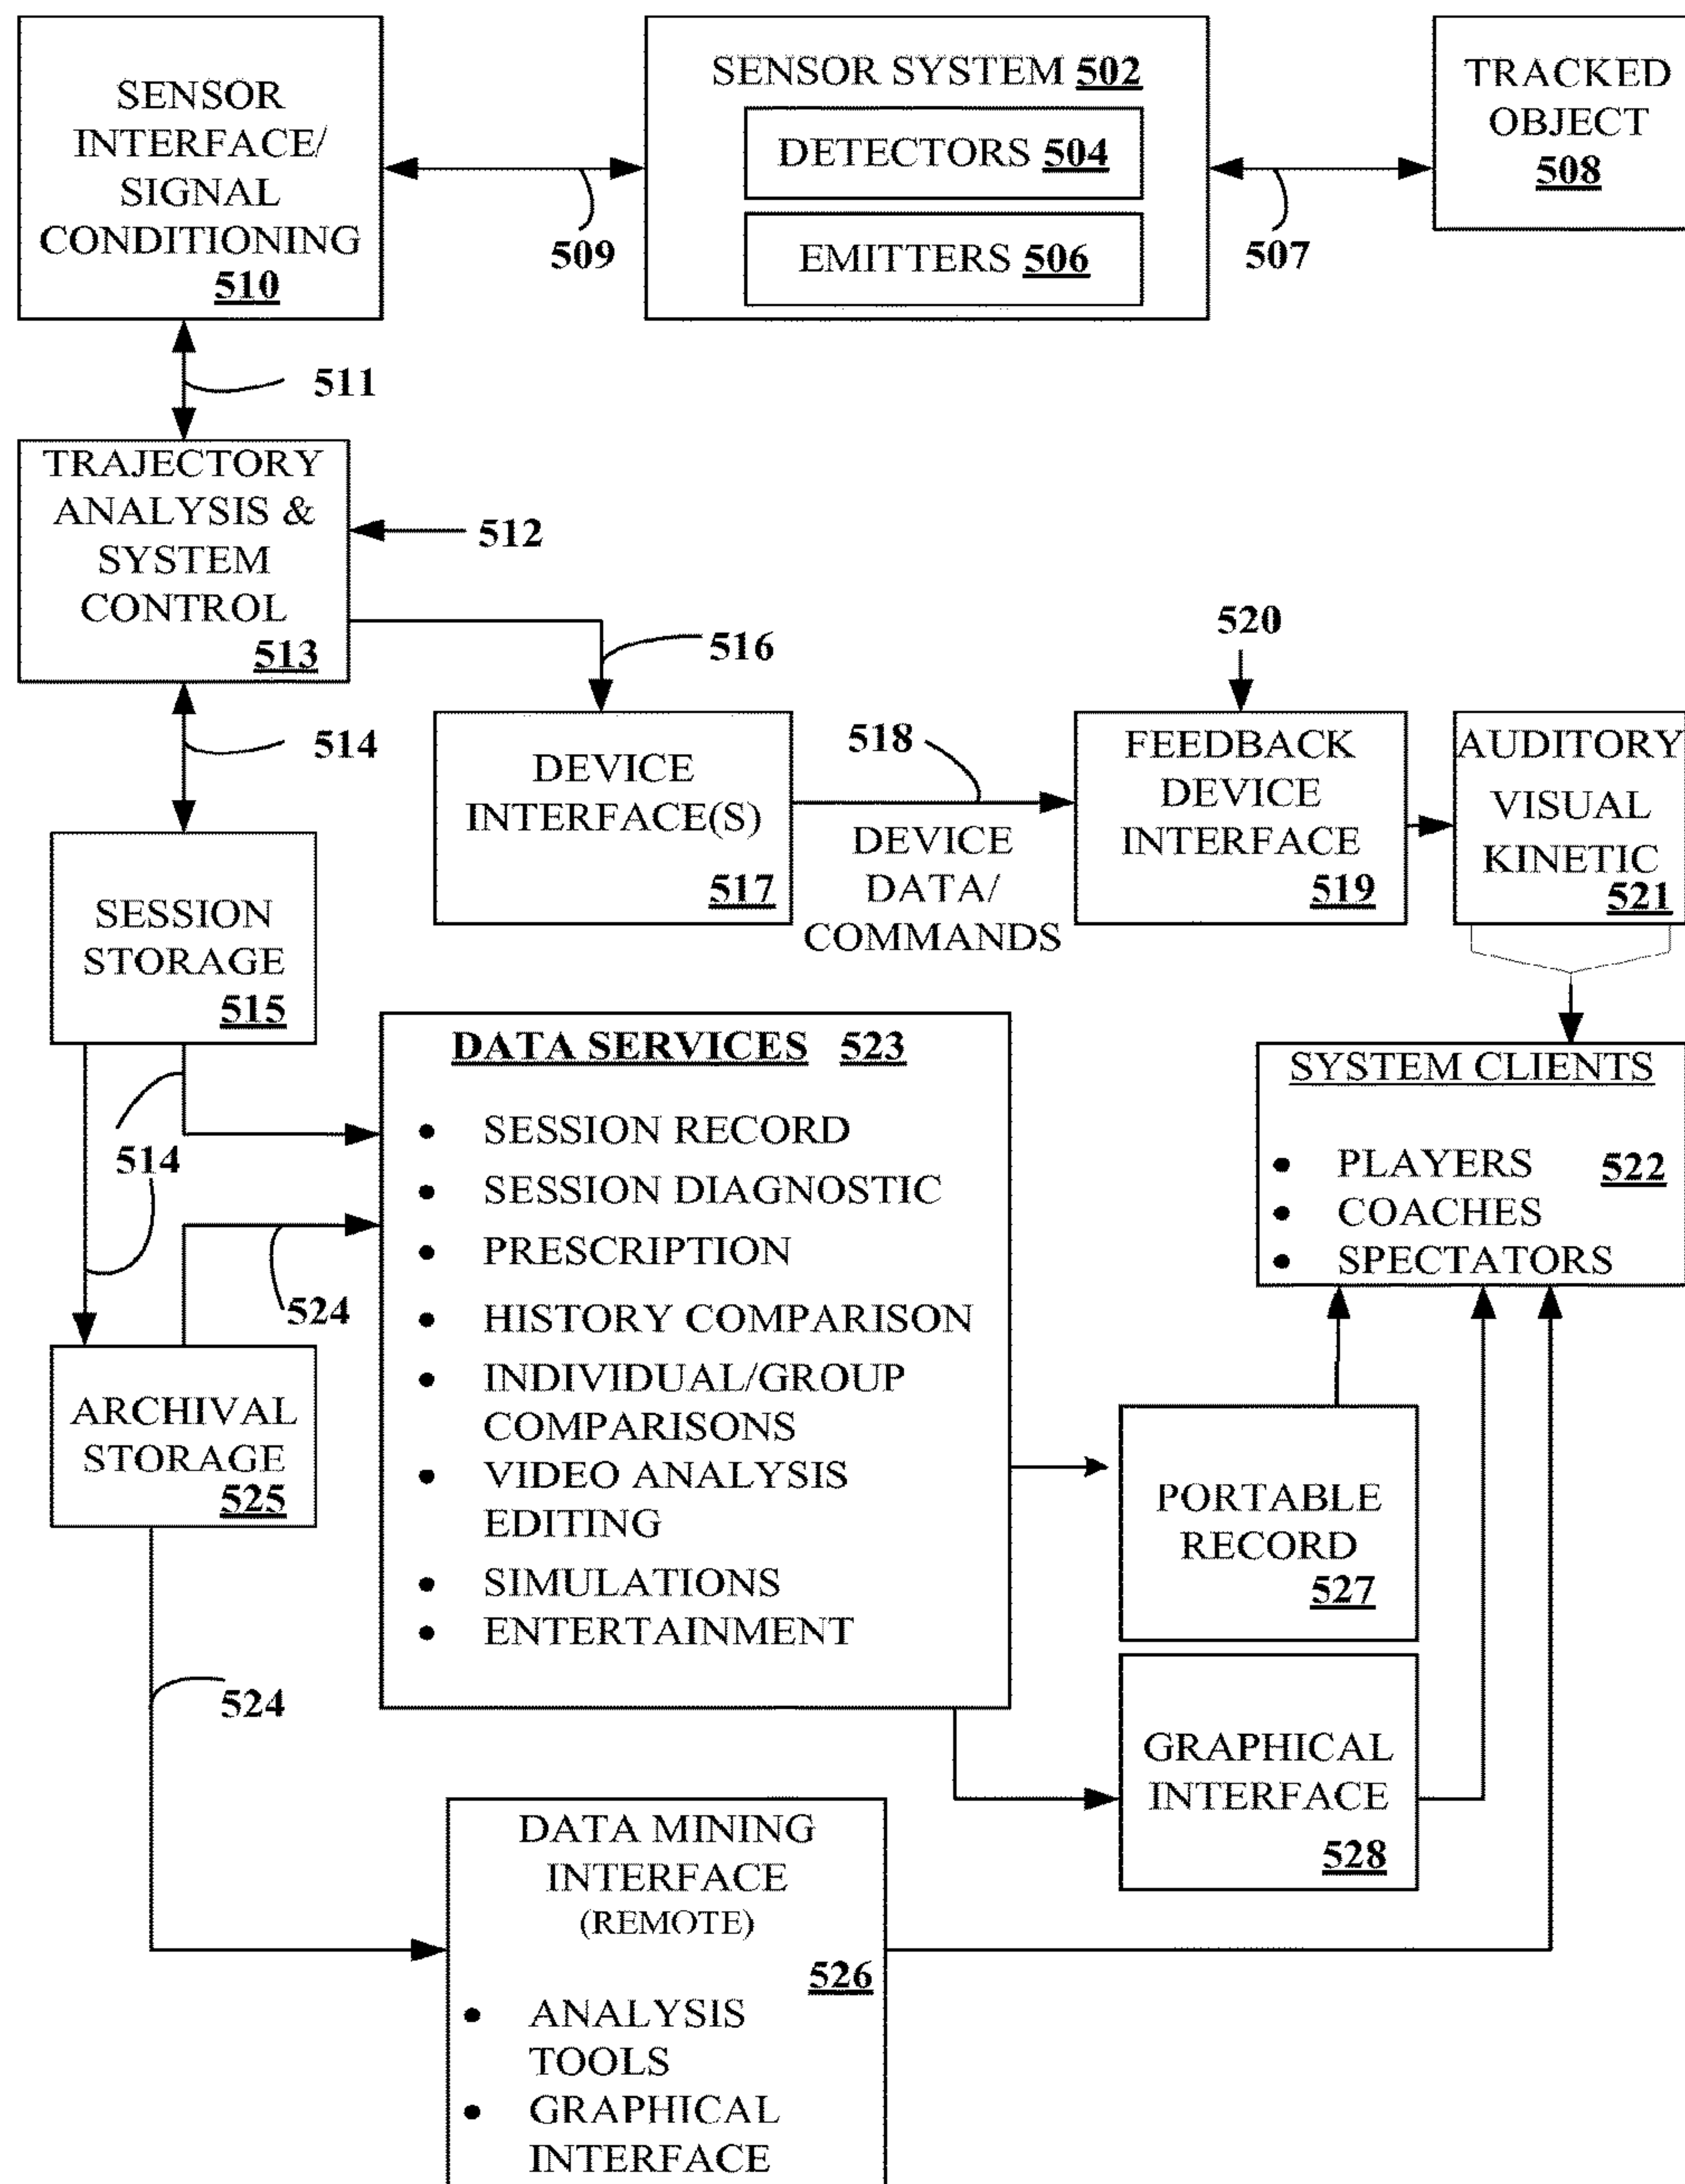 SENSOR
INTERFACE/
SIGNAL
CONDITIONING
510
509
SENSOR SYSTEM 502
DETECTORS 504
EMITTERS 506
507
TRACKED
OBJECT
508
511
TRAJECTORY
ANALYSIS &
SYSTEM
CONTROL
513
512
516
514
DEVICE
INTERFACE(S)
517
518
DEVICE
DATA/
COMMANDS
520
FEEDBACK
DEVICE
INTERFACE
519
AUDITORY
VISUAL
KINETIC
521
SESSION
STORAGE
515
514
524
ARCHIVAL
STORAGE
525
524
DATA SERVICES 523
• SESSION RECORD
• SESSION DIAGNOSTIC
• PRESCRIPTION
• HISTORY COMPARISON
• INDIVIDUAL/GROUP
COMPARISONS
• VIDEO ANALYSIS
EDITING
• SIMULATIONS
• ENTERTAINMENT
SYSTEM CLIENTS
522
• PLAYERS
• COACHES
• SPECTATORS
PORTABLE
RECORD
527
GRAPHICAL
INTERFACE
528
DATA MINING
INTERFACE
(REMOTE)
526
• ANALYSIS
TOOLS
• GRAPHICAL
INTERFACE